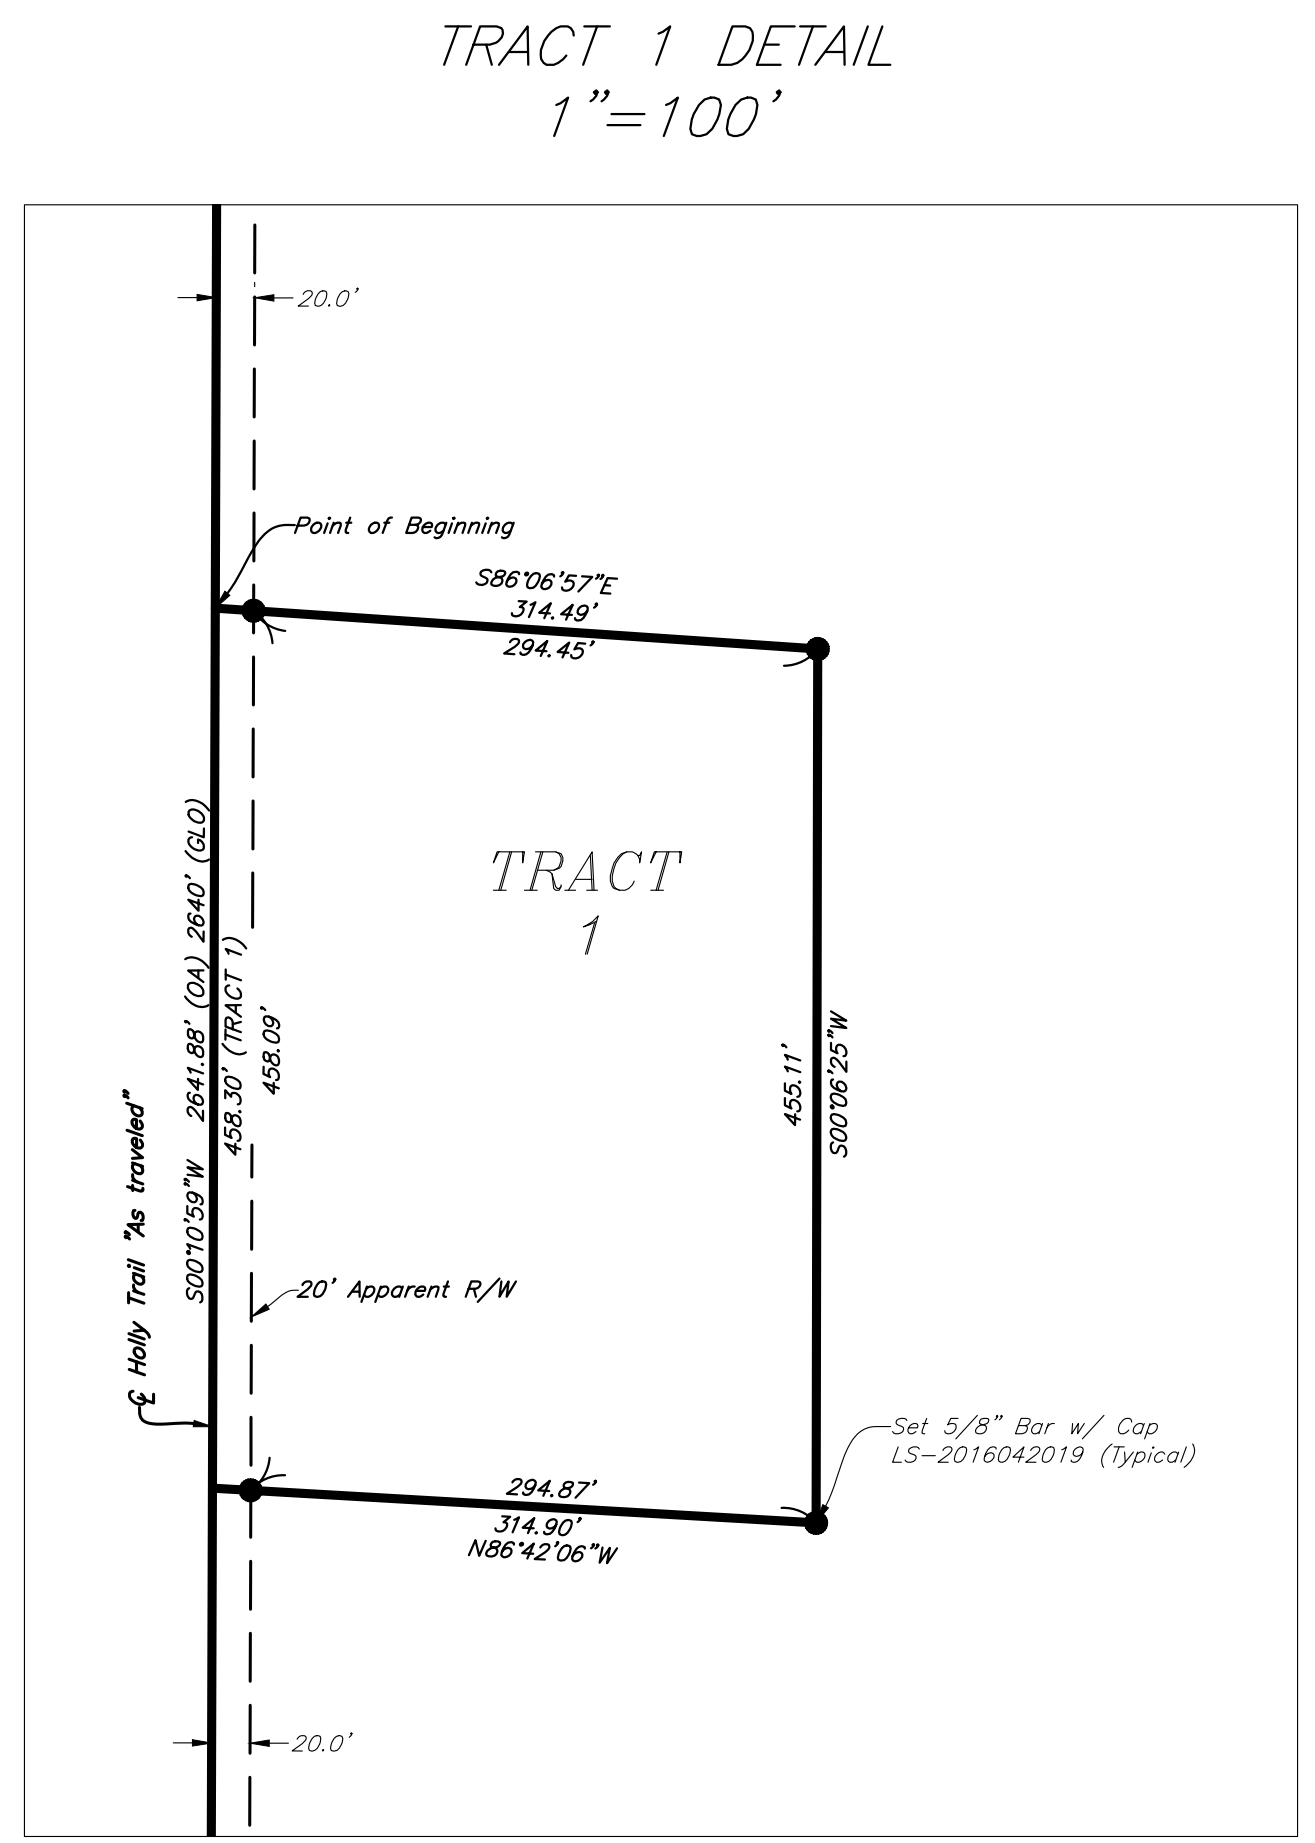 TRACT 1 DETAIL
1"=100'
20.0'
Point of Beginning
S86°06'57"E
314.49'
294.45'
TRACT
1
S00°10'59"W 2641.88' (OA) 2640' (GLO)
458.30' (TRACT 1)
458.09'
455.11'
S00°06'25"W
℄ Holly Trail "As traveled"
20' Apparent R/W
Set 5/8" Bar w/ Cap
LS-2016042019 (Typical)
294.87'
314.90'
N86°42'06"W
20.0'